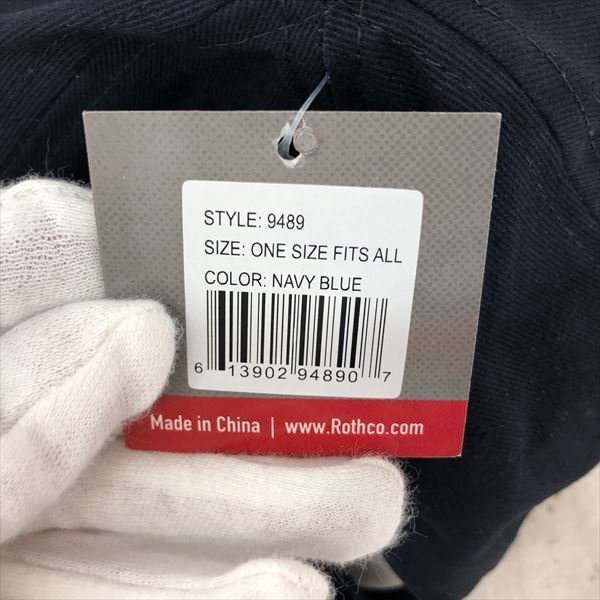 STYLE: 9489
SIZE: ONE SIZE FITS ALL
COLOR: NAVY BLUE
6 13902 94890 7
Made in China | www.Rothco.com